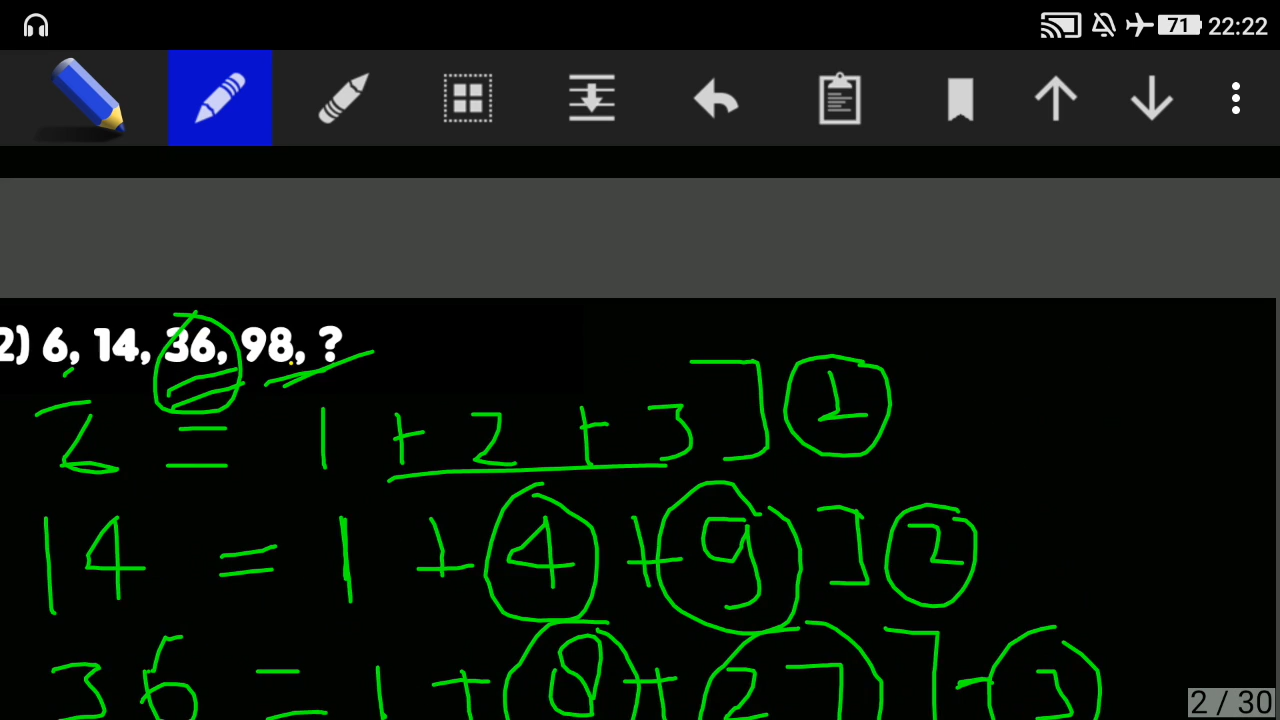 71 22:22
2) 6, 14, 36, 98, ?
2 = 1 + 2 + 3 ] 1
14 = 1 + 4 + 9 ] 2
36 = 1 + 8 + 27 ] - 3
2 / 30